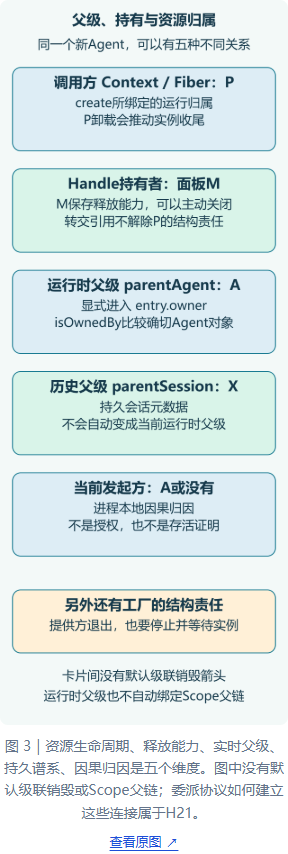 父级、持有与资源归属
同一个新Agent，可以有五种不同关系
调用方 Context / Fiber：P
create所绑定的运行归属
P卸载会推动实例收尾
Handle持有者：面板M
M保存释放能力，可以主动关闭
转交引用不解除P的结构责任
运行时父级 parentAgent：A
显式进入 entry.owner
isOwnedBy比较确切Agent对象
历史父级 parentSession：X
持久会话元数据
不会自动变成当前运行时父级
当前发起方：A或没有
进程本地因果归因
不是授权，也不是存活证明
另外还有工厂的结构责任
提供方退出，也要停止并等待实例
卡片间没有默认级联销毁箭头
运行时父级也不自动绑定Scope父链
图 3｜资源生命周期、释放能力、实时父级、
持久谱系、因果归因是五个维度。图中没有默
认级联销毁或Scope父链；委派协议如何建立
这些连接属于H21。
查看原图 ↗